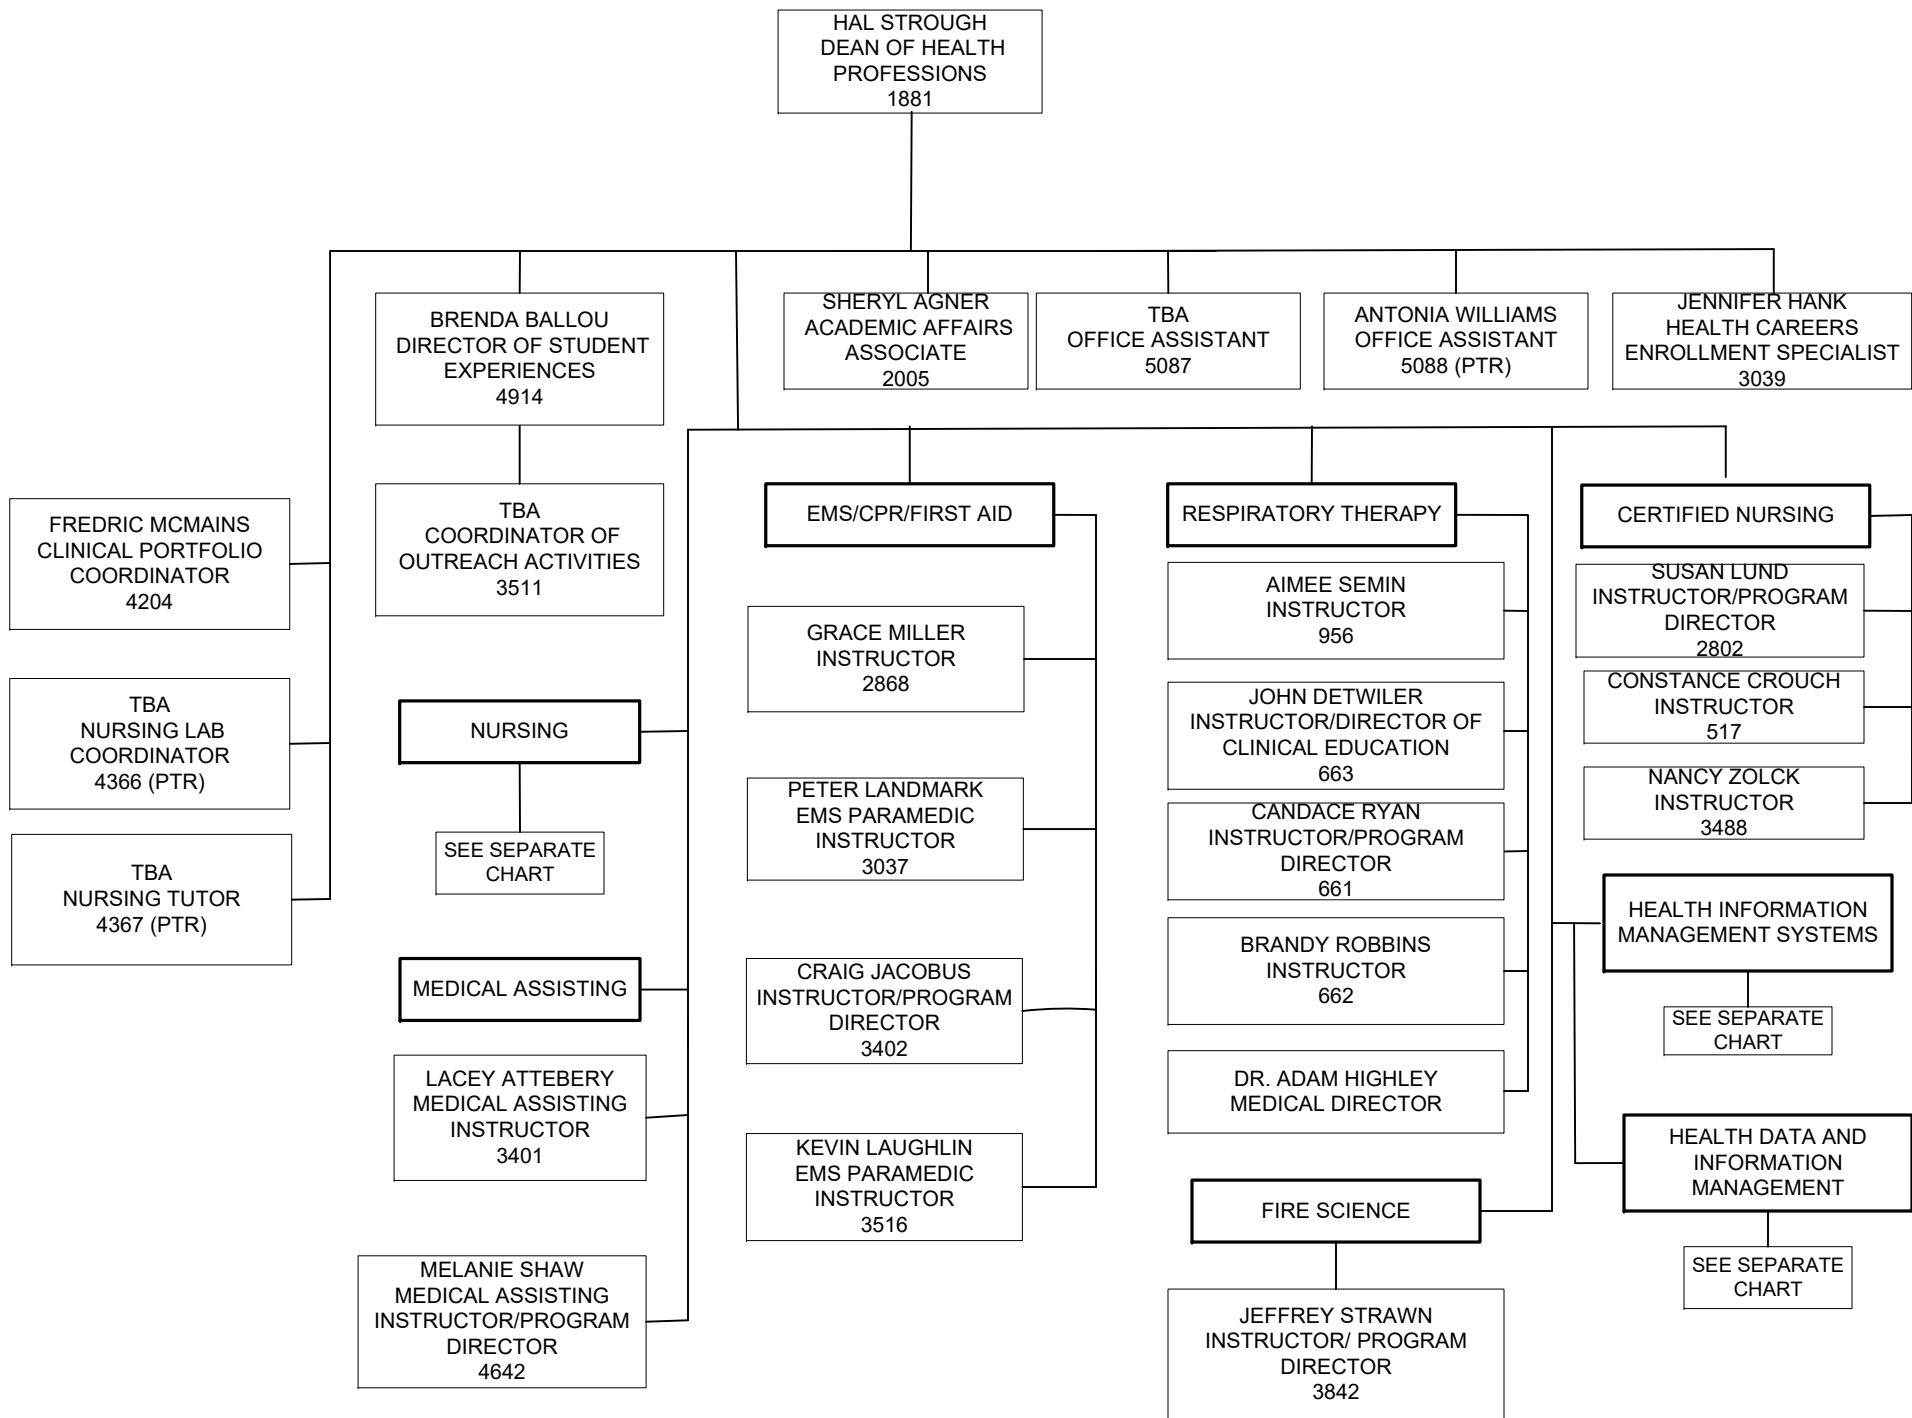 HAL STROUGH
DEAN OF HEALTH
PROFESSIONS
1881
BRENDA BALLOU
DIRECTOR OF STUDENT
EXPERIENCES
4914
SHERYL AGNER
ACADEMIC AFFAIRS
ASSOCIATE
2005
TBA
OFFICE ASSISTANT
5087
ANTONIA WILLIAMS
OFFICE ASSISTANT
5088 (PTR)
JENNIFER HANK
HEALTH CAREERS
ENROLLMENT SPECIALIST
3039
FREDRIC MCMAINS
CLINICAL PORTFOLIO
COORDINATOR
4204
TBA
NURSING LAB
COORDINATOR
4366 (PTR)
TBA
NURSING TUTOR
4367 (PTR)
TBA
COORDINATOR OF
OUTREACH ACTIVITIES
3511
NURSING
SEE SEPARATE
CHART
MEDICAL ASSISTING
LACEY ATTEBERY
MEDICAL ASSISTING
INSTRUCTOR
3401
MELANIE SHAW
MEDICAL ASSISTING
INSTRUCTOR/PROGRAM
DIRECTOR
4642
EMS/CPR/FIRST AID
GRACE MILLER
INSTRUCTOR
2868
PETER LANDMARK
EMS PARAMEDIC
INSTRUCTOR
3037
CRAIG JACOBUS
INSTRUCTOR/PROGRAM
DIRECTOR
3402
KEVIN LAUGHLIN
EMS PARAMEDIC
INSTRUCTOR
3516
RESPIRATORY THERAPY
AIMEE SEMIN
INSTRUCTOR
956
JOHN DETWILER
INSTRUCTOR/DIRECTOR OF
CLINICAL EDUCATION
663
CANDACE RYAN
INSTRUCTOR/PROGRAM
DIRECTOR
661
BRANDY ROBBINS
INSTRUCTOR
662
DR. ADAM HIGHLEY
MEDICAL DIRECTOR
FIRE SCIENCE
JEFFREY STRAWN
INSTRUCTOR/ PROGRAM
DIRECTOR
3842
CERTIFIED NURSING
SUSAN LUND
INSTRUCTOR/PROGRAM
DIRECTOR
2802
CONSTANCE CROUCH
INSTRUCTOR
517
NANCY ZOLCK
INSTRUCTOR
3488
HEALTH INFORMATION
MANAGEMENT SYSTEMS
SEE SEPARATE
CHART
HEALTH DATA AND
INFORMATION
MANAGEMENT
SEE SEPARATE
CHART